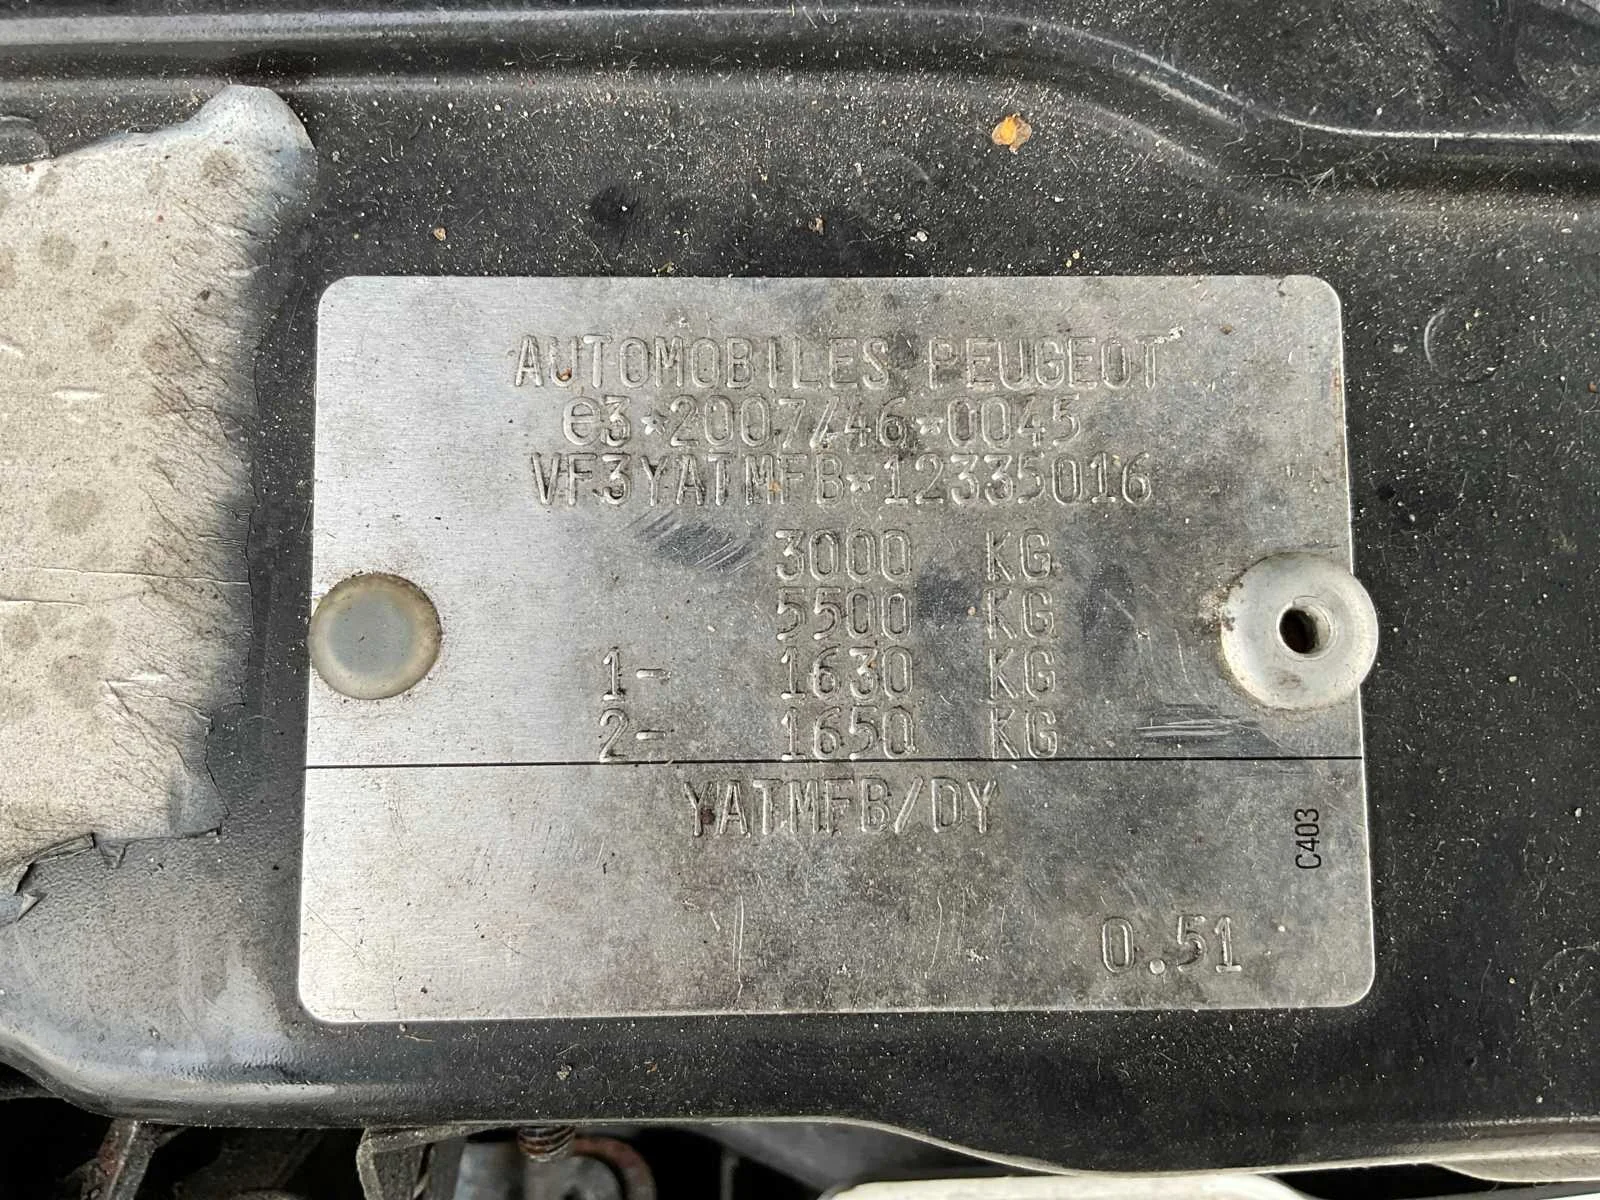 AUTOMOBILES PEUGEOT
e3*2007/46*0045
VF3YATMFB*12335016
3000 KG
5500 KG
1- 1630 KG
2- 1650 KG
YATMFB/DY
C403
0.51